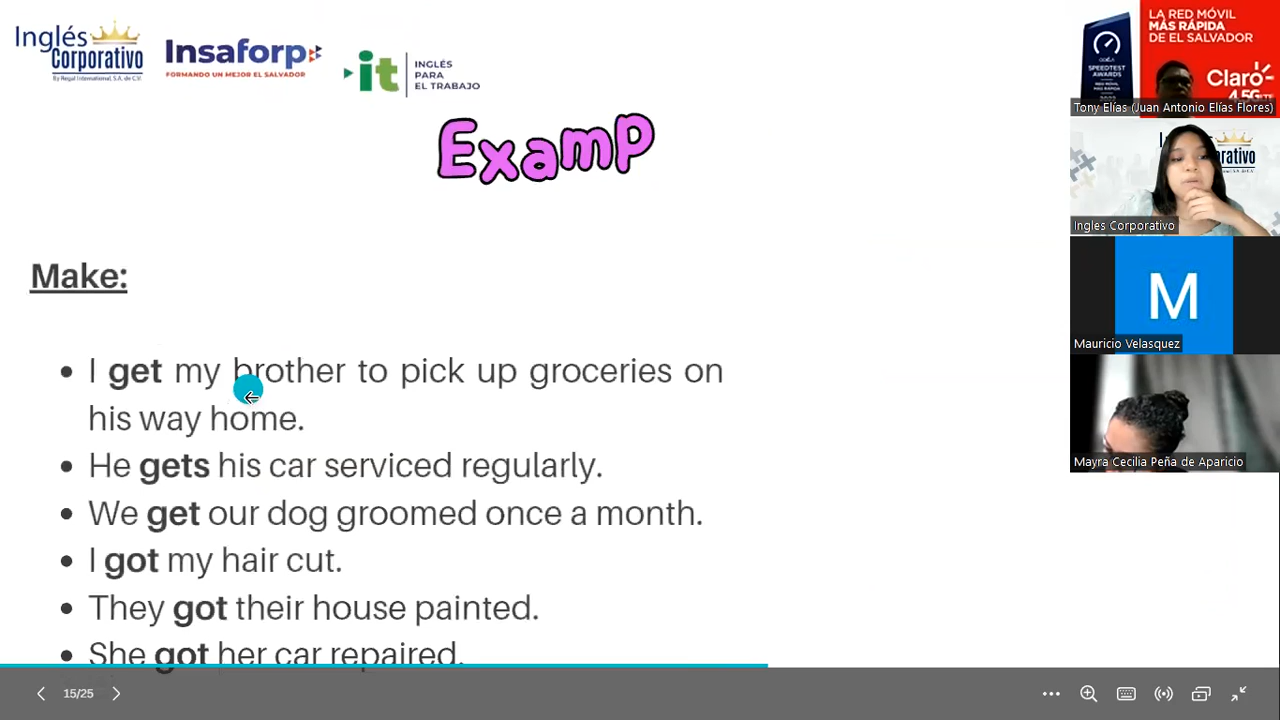 Inglés
Corporativo
By Regal International, S.A. de C.V.
Insaforp
FORMANDO UN MEJOR EL SALVADOR
it
INGLÉS
PARA
EL TRABAJO
Examp
Make:
I get my brother to pick up groceries on
his way home.
He gets his car serviced regularly.
We get our dog groomed once a month.
I got my hair cut.
They got their house painted.
She got her car repaired.
15/25
LA RED MÓVIL
MÁS RÁPIDA
DE EL SALVADOR
SPEEDTEST
AWARDS
Claro
4.5G
Tony Elías (Juan Antonio Elías Flores)
Ingles Corporativo
M
Mauricio Velasquez
Mayra Cecilia Peña de Aparicio